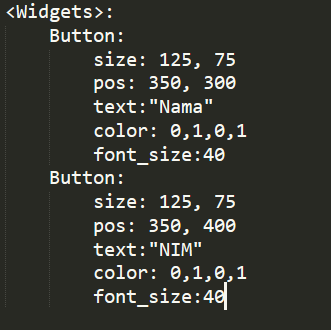 <Widgets>:
    Button:
        size: 125, 75
        pos: 350, 300
        text:"Nama"
        color: 0,1,0,1
        font_size:40
    Button:
        size: 125, 75
        pos: 350, 400
        text:"NIM"
        color: 0,1,0,1
        font_size:40